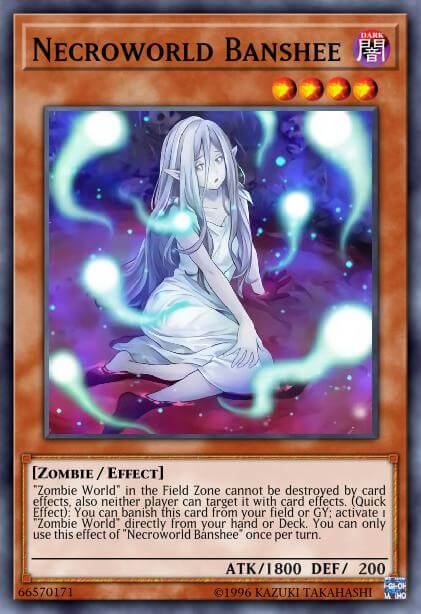 NECROWORLD BANSHEE
DARK
闇
[ZOMBIE / EFFECT]
"Zombie World" in the Field Zone cannot be destroyed by card
effects, also neither player can target it with card effects. (Quick
Effect): You can banish this card from your field or GY; activate 1
"Zombie World" directly from your hand or Deck. You can only
use this effect of "Necroworld Banshee" once per turn.
ATK/1800 DEF/ 200
66570171 ©1996 KAZUKI TAKAHASHI